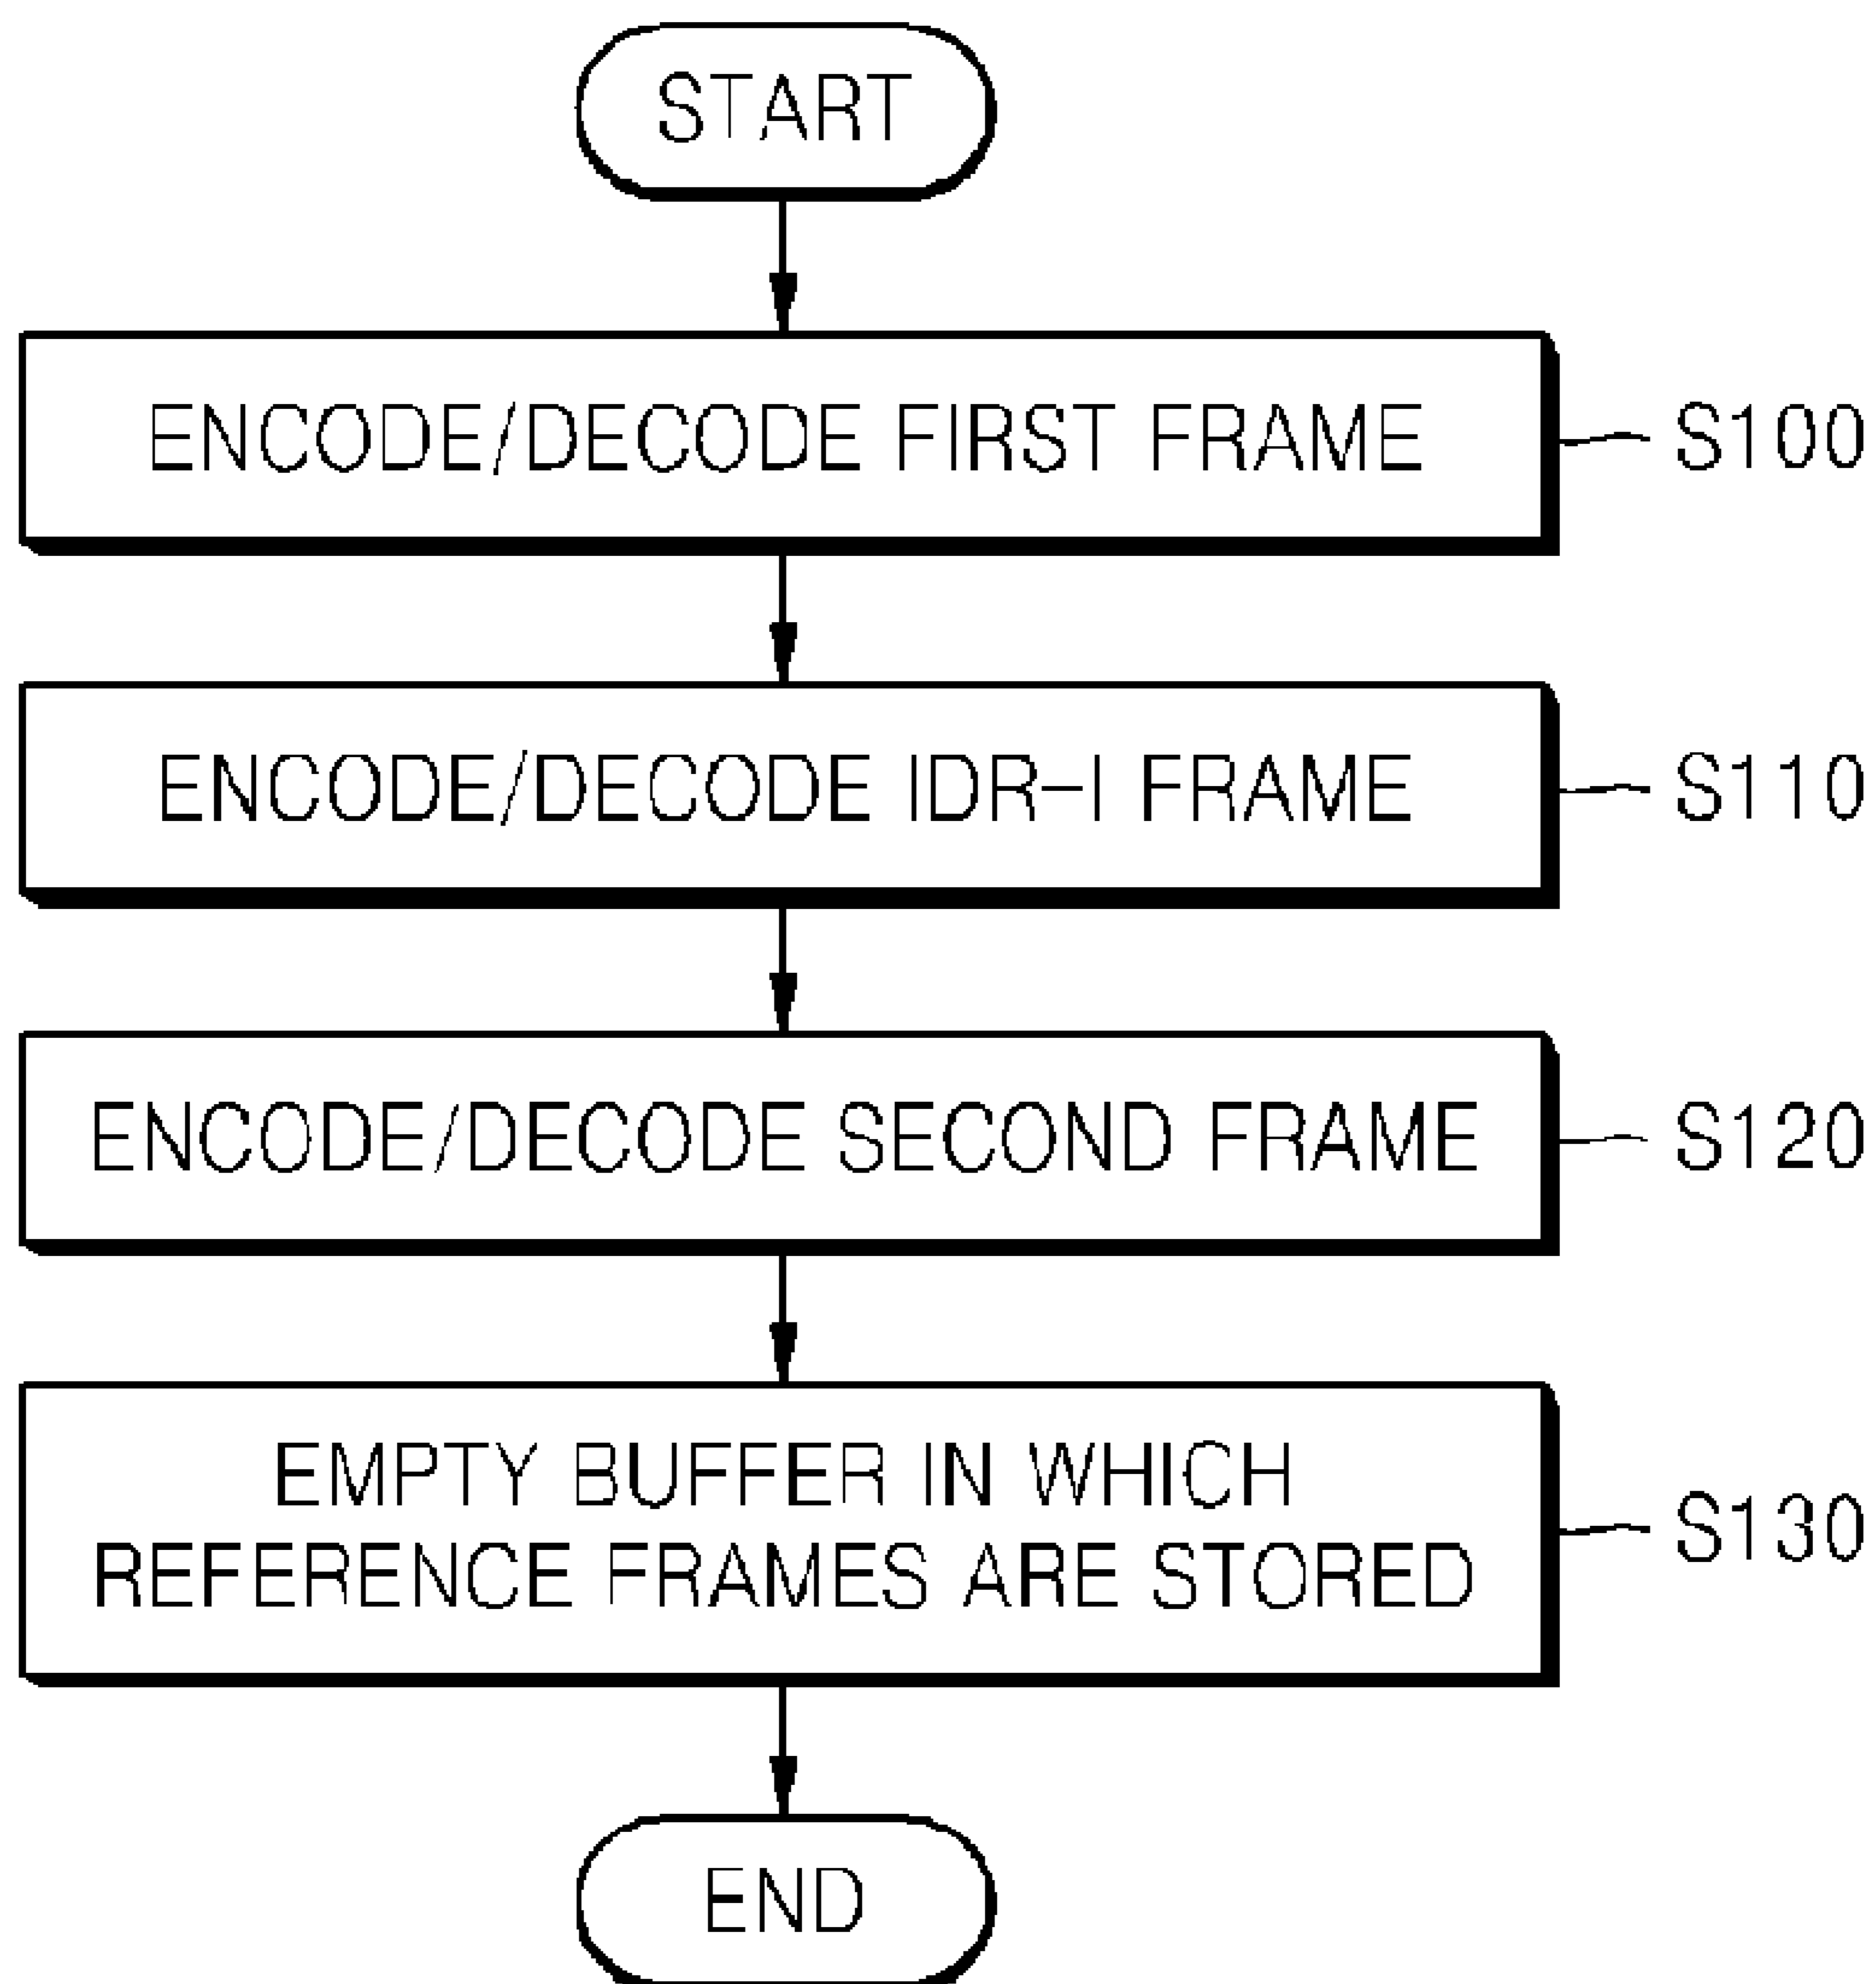 START
ENCODE/DECODE FIRST FRAME
S100
ENCODE/DECODE IDR-I FRAME
S110
ENCODE/DECODE SECOND FRAME
S120
EMPTY BUFFER IN WHICH
REFERENCE FRAMES ARE STORED
S130
END